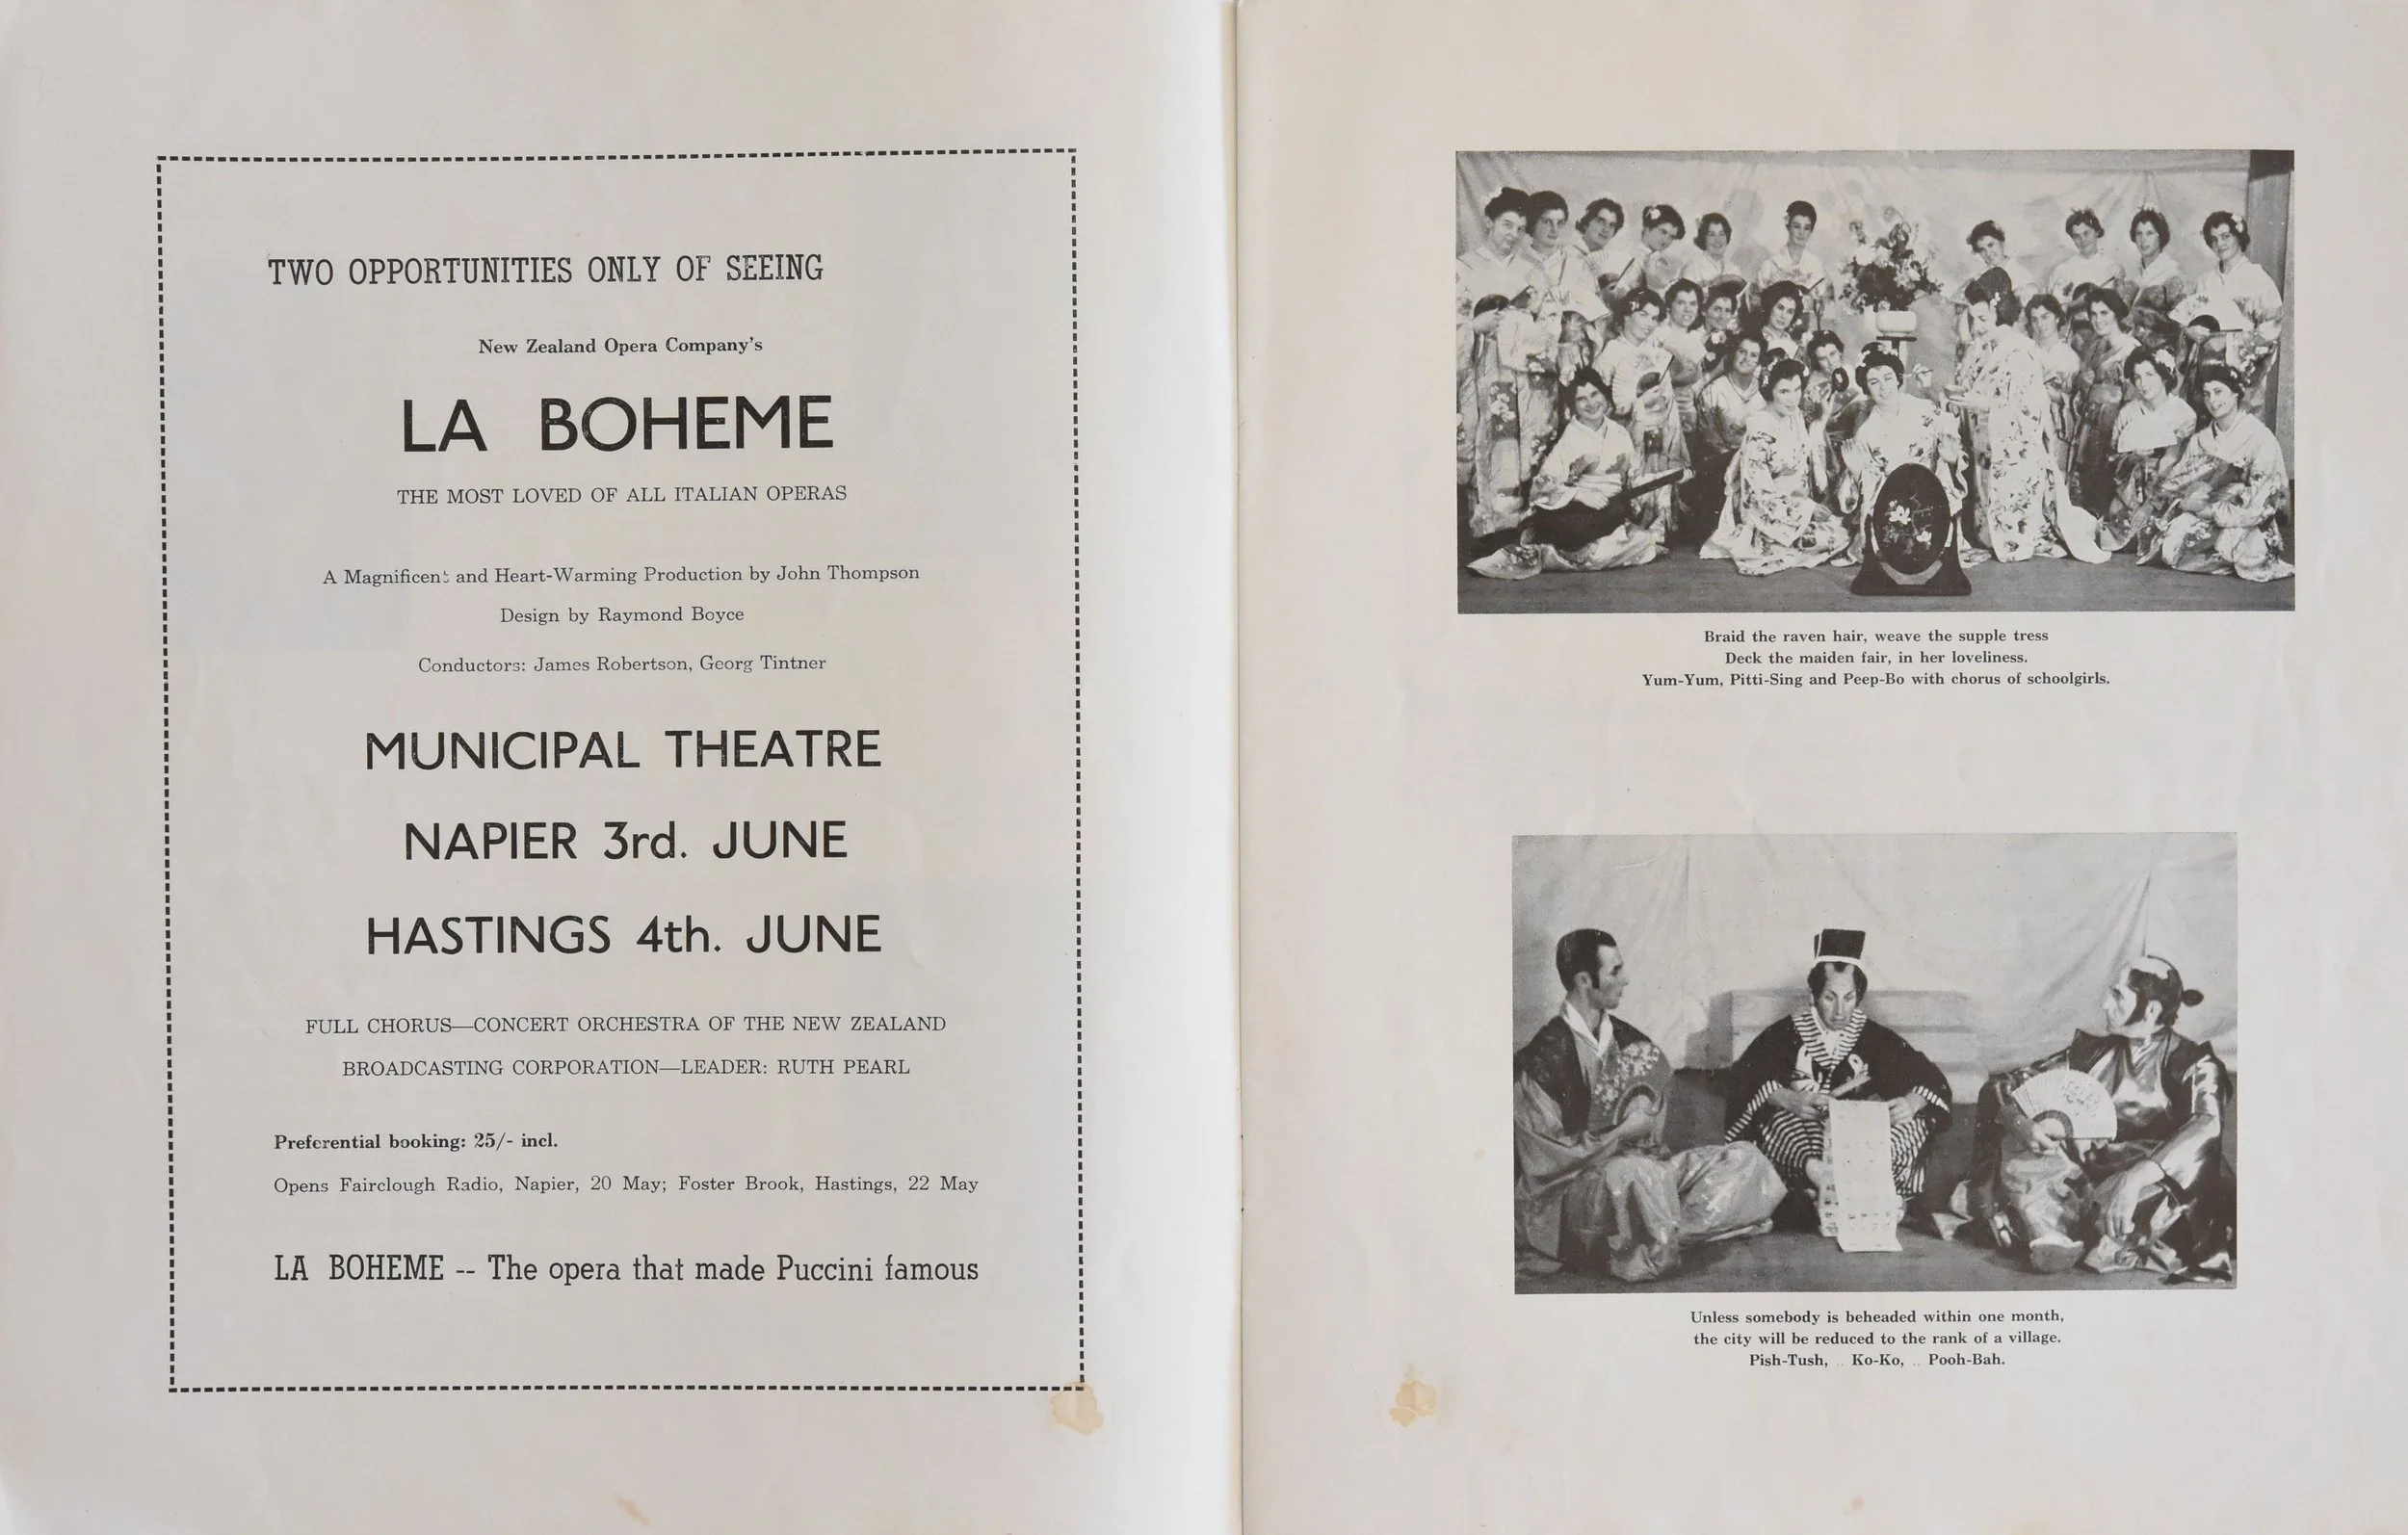 TWO OPPORTUNITIES ONLY OF SEEING
New Zealand Opera Company's
LA BOHEME
THE MOST LOVED OF ALL ITALIAN OPERAS
A Magnificent and Heart-Warming Production by John Thompson
Design by Raymond Boyce
Conductors: James Robertson, Georg Tintner
MUNICIPAL THEATRE
NAPIER 3rd. JUNE
HASTINGS 4th. JUNE
FULL CHORUS—CONCERT ORCHESTRA OF THE NEW ZEALAND
BROADCASTING CORPORATION—LEADER: RUTH PEARL
Preferential booking: 25/- incl.
Opens Fairclough Radio, Napier, 20 May; Foster Brook, Hastings, 22 May
LA BOHEME -- The opera that made Puccini famous
Braid the raven hair, weave the supple tress
Deck the maiden fair, in her loveliness.
Yum-Yum, Pitti-Sing and Peep-Bo with chorus of schoolgirls.
Unless somebody is beheaded within one month,
the city will be reduced to the rank of a village.
Pish-Tush, .. Ko-Ko, .. Pooh-Bah.